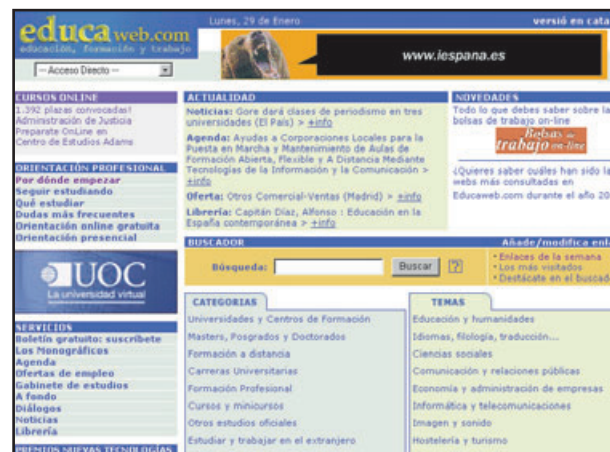 educaweb.com
educación, formación y trabajo
Lunes, 29 de Enero
versió en cata
--- Acceso Directo ---
www.iespana.es
CURSOS ONLINE
1.392 plazas convocadas!
Administración de Justicia
Preparate OnLine en
Centro de Estudios Adams
ORIENTACIÓN PROFESIONAL
Por dónde empezar
Seguir estudiando
Qué estudiar
Dudas más frecuentes
Orientación online gratuita
Orientación presencial
UOC
La universidad virtual
SERVICIOS
Boletín gratuito: suscríbete
Los Monográficos
Agenda
Ofertas de empleo
Gabinete de estudios
A fondo
Diálogos
Noticias
Librería
PREMIOS NUEVAS TECNOLOGÍAS
ACTUALIDAD
Noticias: Gore dará clases de periodismo en tres
universidades (El País) > +info
Agenda: Ayudas a Corporaciones Locales para la
Puesta en Marcha y Mantenimiento de Aulas de
Formación Abierta, Flexible y A Distancia Mediante
Tecnologías de la Información y la Comunicación >
+info
Oferta: Otros Comercial-Ventas (Madrid) > +info
Librería: Capitán Díaz, Alfonso : Educación en la
España contemporánea > +info
NOVEDADES
Todo lo que debes saber sobre la
bolsas de trabajo on-line
Bolsas de
trabajo on-line
¿Quieres saber cuáles han sido la
webs más consultadas en
Educaweb.com durante el año 20
BUSCADOR
Añade/modifica enla
Búsqueda:
Buscar
?
• Enlaces de la semana
• Los más visitados
• Destácate en el buscado
CATEGORIAS
Universidades y Centros de Formación
Masters, Posgrados y Doctorados
Formación a distancia
Carreras Universitarias
Formación Profesional
Cursos y minicursos
Otros estudios oficiales
Estudiar y trabajar en el extranjero
TEMAS
Educación y humanidades
Idiomas, filología, traducción...
Ciencias sociales
Comunicación y relaciones públicas
Economía y administración de empresas
Informática y telecomunicaciones
Imagen y sonido
Hostelería y turismo